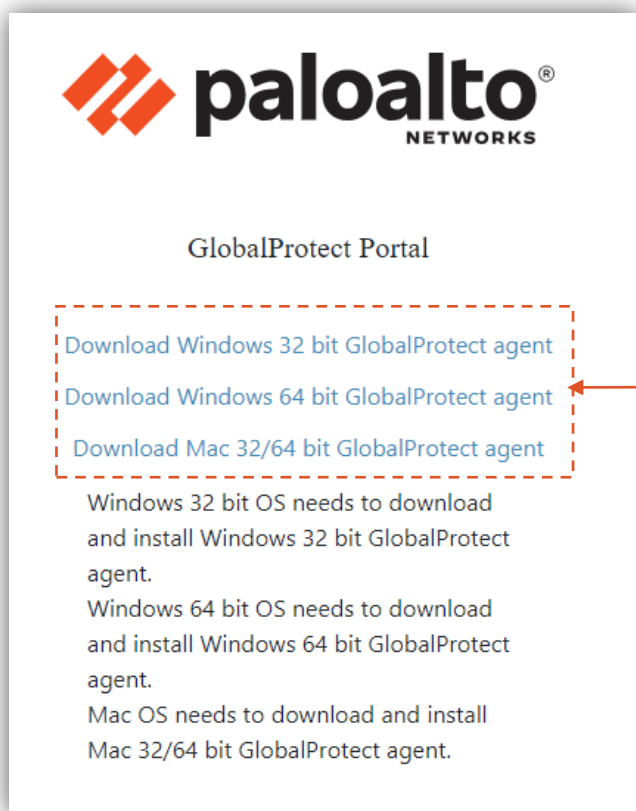 paloalto®
NETWORKS
GlobalProtect Portal
Download Windows 32 bit GlobalProtect agent
Download Windows 64 bit GlobalProtect agent
Download Mac 32/64 bit GlobalProtect agent
Windows 32 bit OS needs to download
and install Windows 32 bit GlobalProtect
agent.
Windows 64 bit OS needs to download
and install Windows 64 bit GlobalProtect
agent.
Mac OS needs to download and install
Mac 32/64 bit GlobalProtect agent.